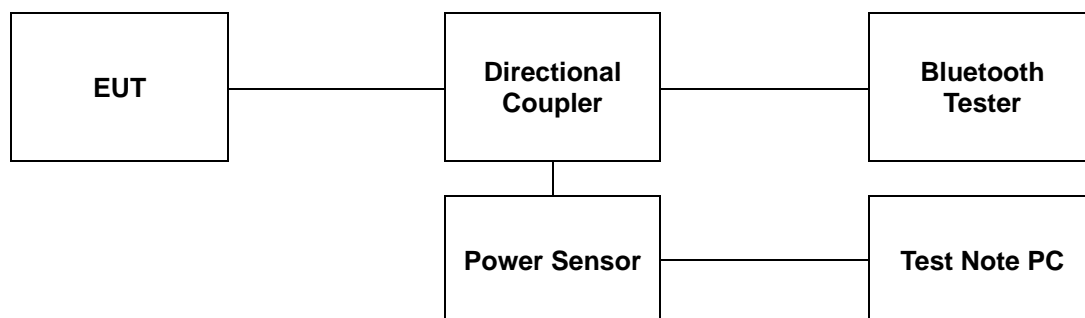 EUT
Directional
Coupler
Bluetooth
Tester
Power Sensor
Test Note PC